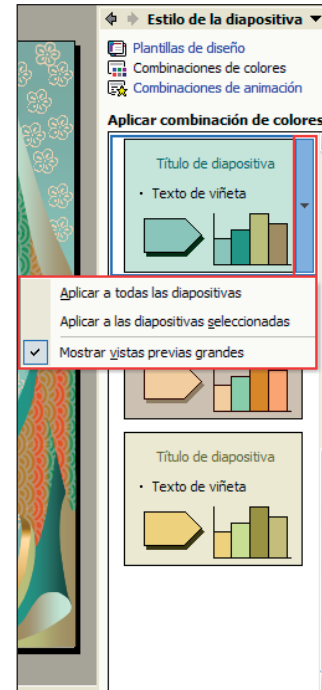 Estilo de la diapositiva
Plantillas de diseño
Combinaciones de colores
Combinaciones de animación
Aplicar combinación de colores
Título de diapositiva
• Texto de viñeta
Aplicar a todas las diapositivas
Aplicar a las diapositivas seleccionadas
Mostrar vistas previas grandes
Título de diapositiva
• Texto de viñeta